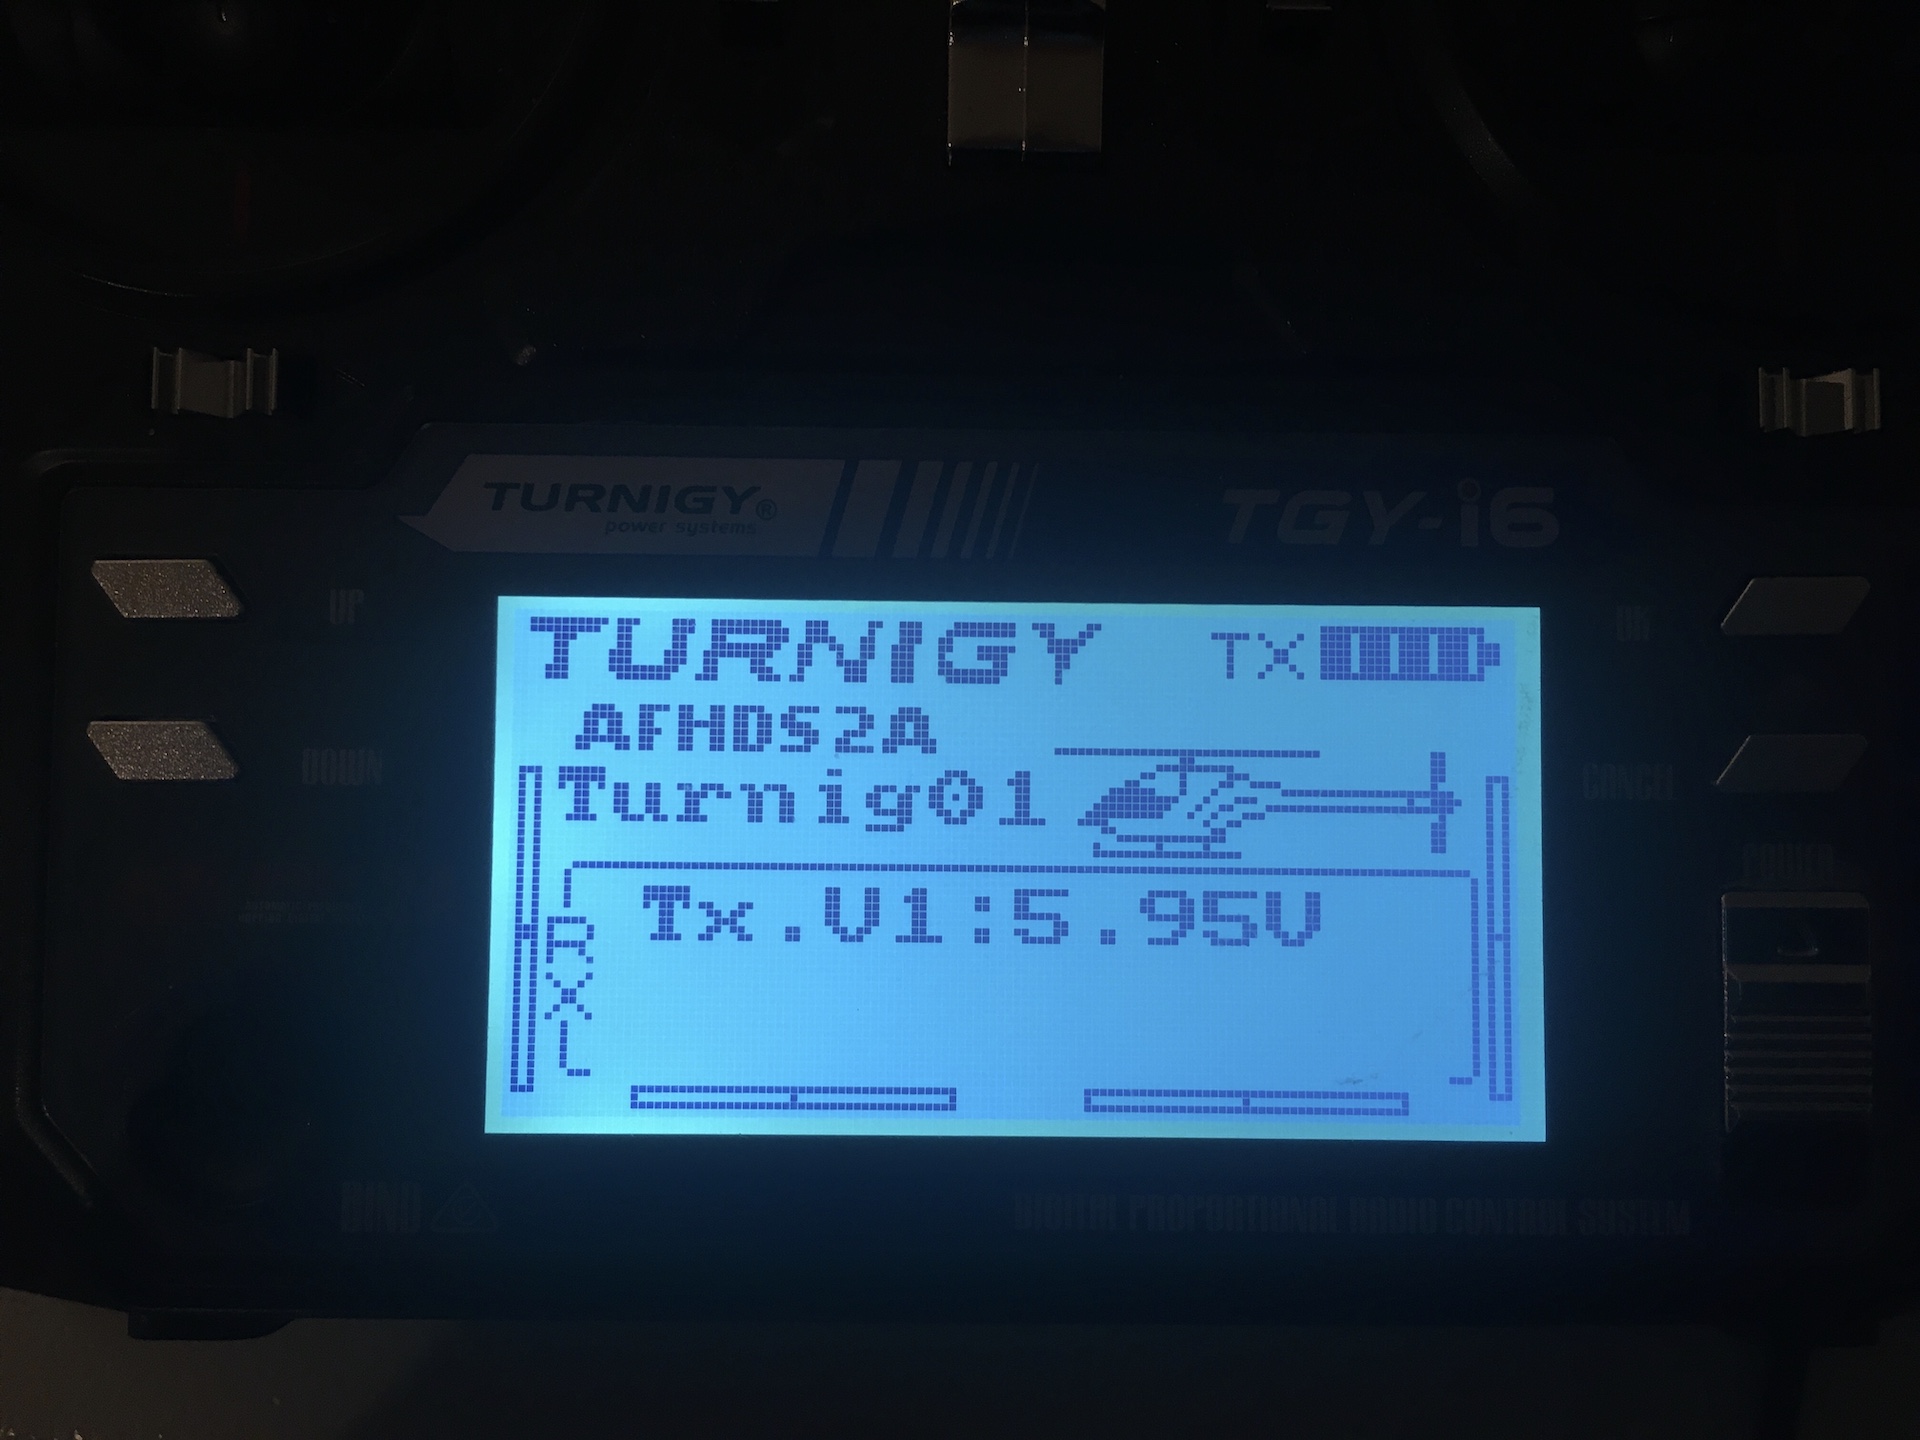 TURNIGY®
power systems
TGY-i6
UP
OK
DOWN
CANCEL
POWER
TURNIGY TX
AFHDS2A
Turnig01
Tx.V1:5.95V
RX
BIND
DIGITAL PROPORTIONAL RADIO CONTROL SYSTEM